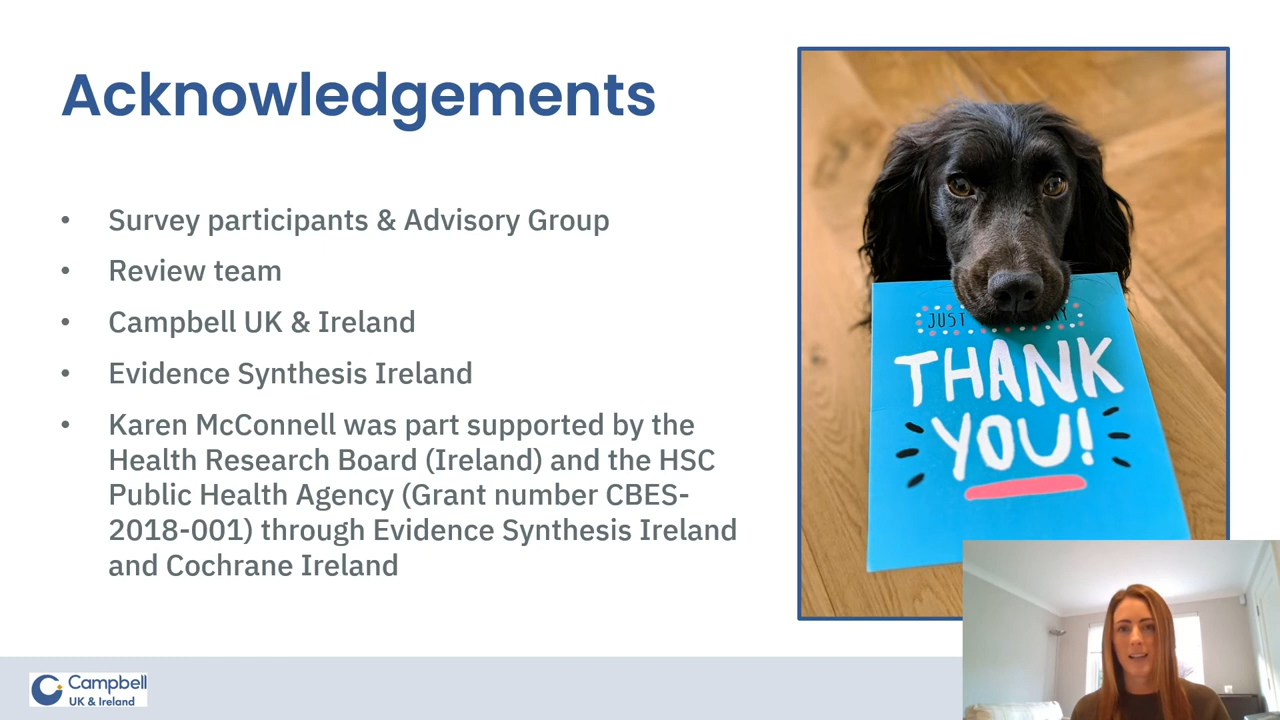 Acknowledgements
• Survey participants & Advisory Group
• Review team
• Campbell UK & Ireland
• Evidence Synthesis Ireland
• Karen McConnell was part supported by the
Health Research Board (Ireland) and the HSC
Public Health Agency (Grant number CBES-
2018-001) through Evidence Synthesis Ireland
and Cochrane Ireland
JUST
THANK
YOU!
Campbell
UK & Ireland